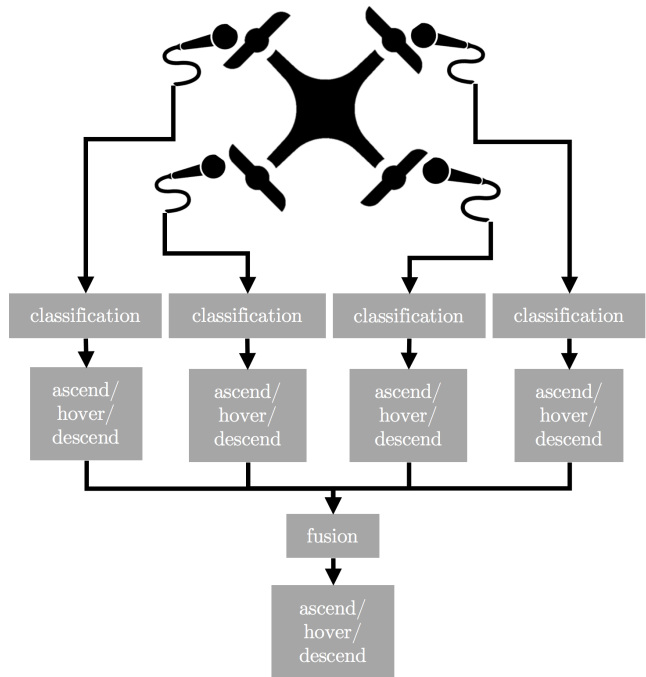 classification
classification
classification
classification
ascend/
hover/
descend
ascend/
hover/
descend
ascend/
hover/
descend
ascend/
hover/
descend
fusion
ascend/
hover/
descend